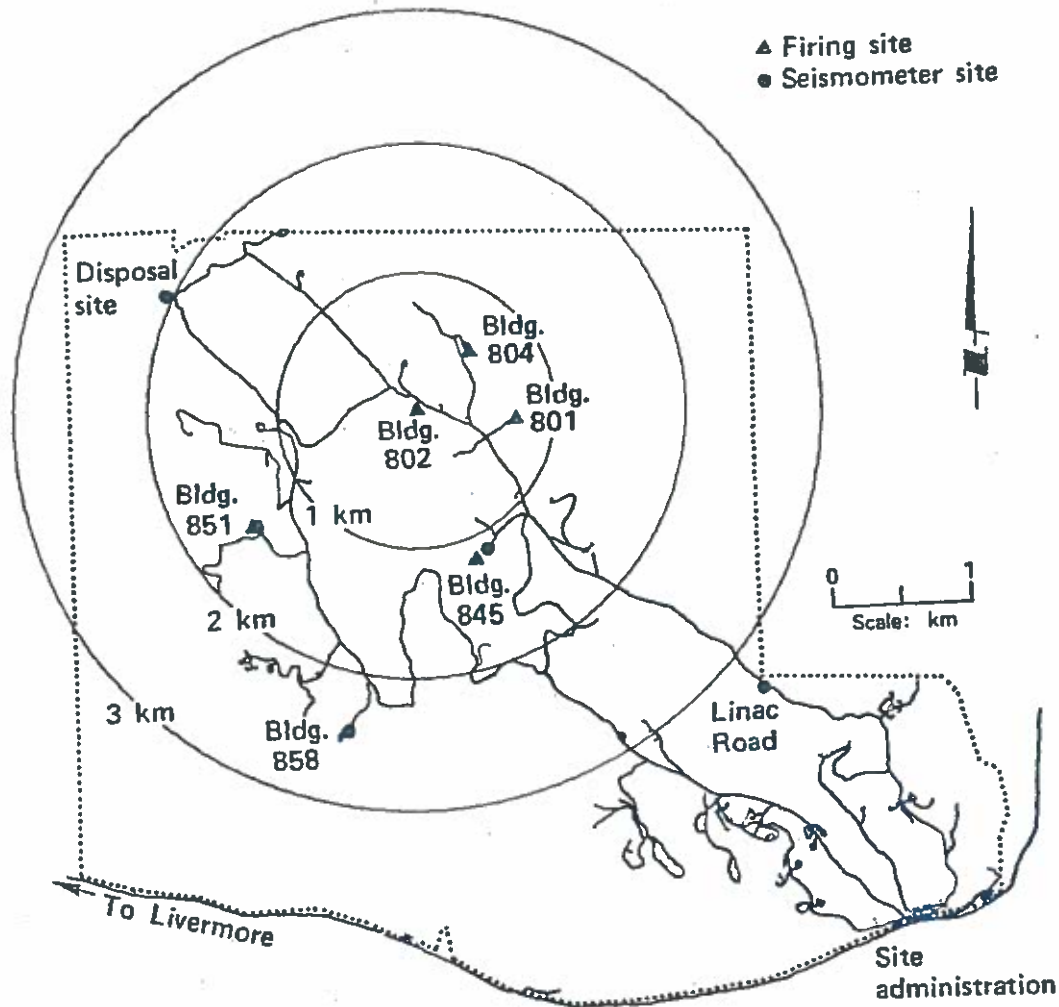 Firing site
Seismometer site
Disposal
site
Bldg.
804
Bldg.
801
Bldg.
802
Bldg.
851
1 km
Bldg.
845
0 1
Scale: km
2 km
3 km
Bldg.
858
Linac
Road
To Livermore
Site
administration